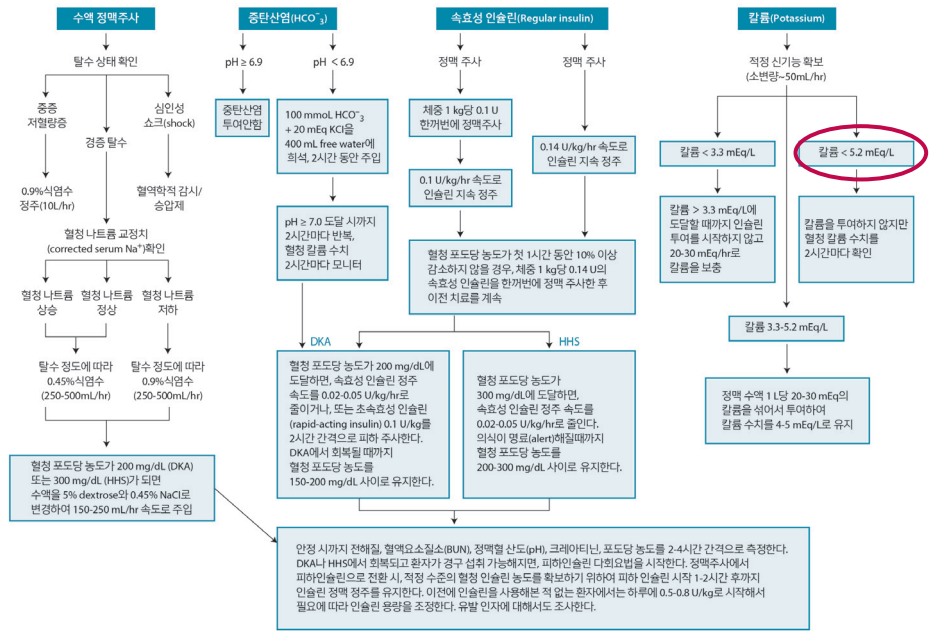 수액 정맥주사
탈수 상태 확인
중증
저혈량증
경증 탈수
심인성
쇼크(shock)
0.9%식염수
정주(10L/hr)
혈역학적 감시/
승압제
혈청 나트륨 교정치
(corrected serum Na⁺)확인
혈청 나트륨
상승
혈청 나트륨
정상
혈청 나트륨
저하
탈수 정도에 따라
0.45%식염수
(250-500mL/hr)
탈수 정도에 따라
0.9%식염수
(250-500mL/hr)
혈청 포도당 농도가 200 mg/dL (DKA)
또는 300 mg/dL (HHS)가 되면
수액을 5% dextrose와 0.45% NaCl로
변경하여 150-250 mL/hr 속도로 주입
중탄산염(HCO⁻₃)
pH ≥ 6.9
pH < 6.9
중탄산염
투여안함
100 mmoL HCO⁻₃
+ 20 mEq KCl을
400 mL free water에
희석, 2시간 동안 주입
pH ≥ 7.0 도달 시까지
2시간마다 반복,
혈청 칼륨 수치
2시간마다 모니터
속효성 인슐린(Regular insulin)
정맥 주사
정맥 주사
체중 1 kg당 0.1 U
한꺼번에 정맥주사
0.1 U/kg/hr 속도로
인슐린 지속 정주
0.14 U/kg/hr 속도로
인슐린 지속 정주
혈청 포도당 농도가 첫 1시간 동안 10% 이상
감소하지 않을 경우, 체중 1 kg당 0.14 U의
속효성 인슐린을 한꺼번에 정맥 주사한 후
이전 치료를 계속
DKA
HHS
혈청 포도당 농도가 200 mg/dL에
도달하면, 속효성 인슐린 정주
속도를 0.02-0.05 U/kg/hr로
줄이거나, 또는 초속효성 인슐린
(rapid-acting insulin) 0.1 U/kg를
2시간 간격으로 피하 주사한다.
DKA에서 회복될 때까지
혈청 포도당 농도를
150-200 mg/dL 사이로 유지한다.
혈청 포도당 농도가
300 mg/dL에 도달하면,
속효성 인슐린 정주 속도를
0.02-0.05 U/kg/hr로 줄인다.
의식이 명료(alert)해질때까지
혈청 포도당 농도를
200-300 mg/dL 사이로 유지한다.
칼륨(Potassium)
적정 신기능 확보
(소변량~50mL/hr)
칼륨 < 3.3 mEq/L
칼륨 < 5.2 mEq/L
칼륨 > 3.3 mEq/L에
도달할 때까지 인슐린
투여를 시작하지 않고
20-30 mEq/hr로
칼륨을 보충
칼륨을 투여하지 않지만
혈청 칼륨 수치를
2시간마다 확인
칼륨 3.3-5.2 mEq/L
정맥 수액 1 L당 20-30 mEq의
칼륨을 섞어서 투여하여
칼륨 수치를 4-5 mEq/L로 유지
안정 시까지 전해질, 혈액요소질소(BUN), 정맥혈 산도(pH), 크레아티닌, 포도당 농도를 2-4시간 간격으로 측정한다.
DKA나 HHS에서 회복되고 환자가 경구 섭취 가능해지면, 피하인슐린 다회요법을 시작한다. 정맥주사에서
피하인슐린으로 전환 시, 적정 수준의 혈청 인슐린 농도를 확보하기 위하여 피하 인슐린 시작 1-2시간 후까지
인슐린 정맥 정주를 유지한다. 이전에 인슐린을 사용해본 적 없는 환자에서는 하루에 0.5-0.8 U/kg로 시작해서
필요에 따라 인슐린 용량을 조정한다. 유발 인자에 대해서도 조사한다.